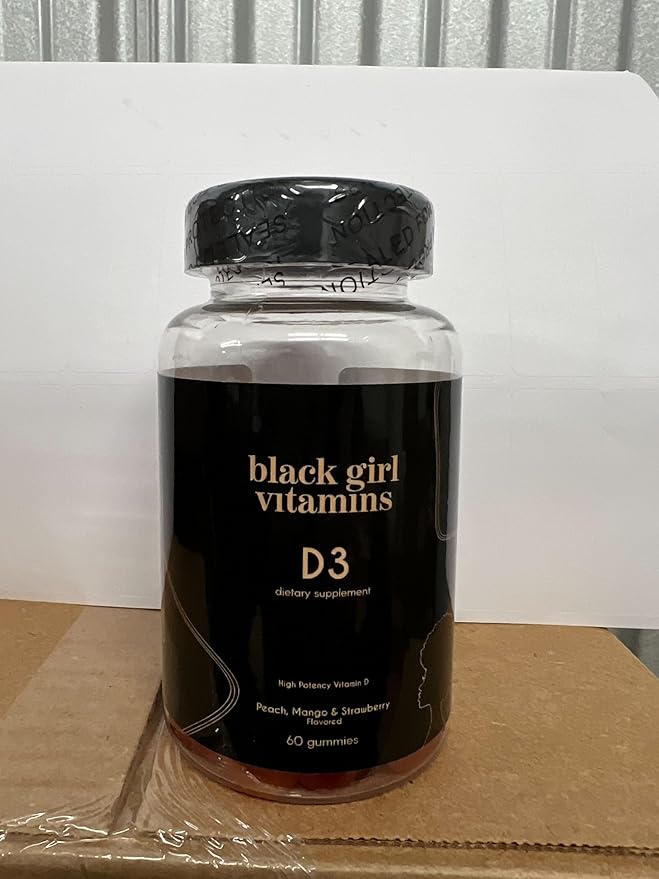 black girl
vitamins
D3
dietary supplement
High Potency Vitamin D
Peach, Mango & Strawberry
Flavored
60 gummies